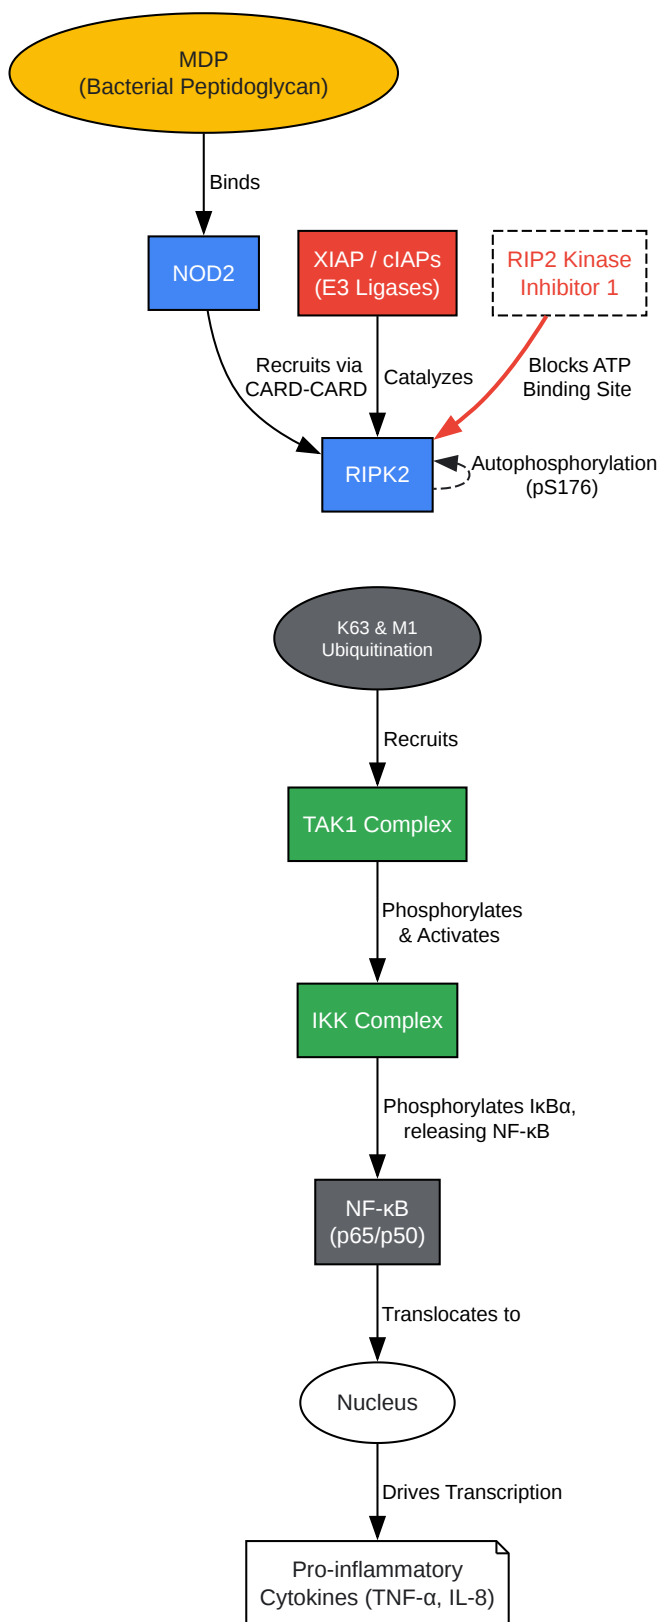 MDP
(Bacterial Peptidoglycan)
Binds
NOD2
XIAP / cIAPs
(E3 Ligases)
RIP2 Kinase
Inhibitor 1
Recruits via
CARD-CARD
Catalyzes
Blocks ATP
Binding Site
RIPK2
Autophosphorylation
(pS176)
K63 & M1
Ubiquitination
Recruits
TAK1 Complex
Phosphorylates
& Activates
IKK Complex
Phosphorylates IκBα,
releasing NF-κB
NF-κB
(p65/p50)
Translocates to
Nucleus
Drives Transcription
Pro-inflammatory
Cytokines (TNF-α, IL-8)